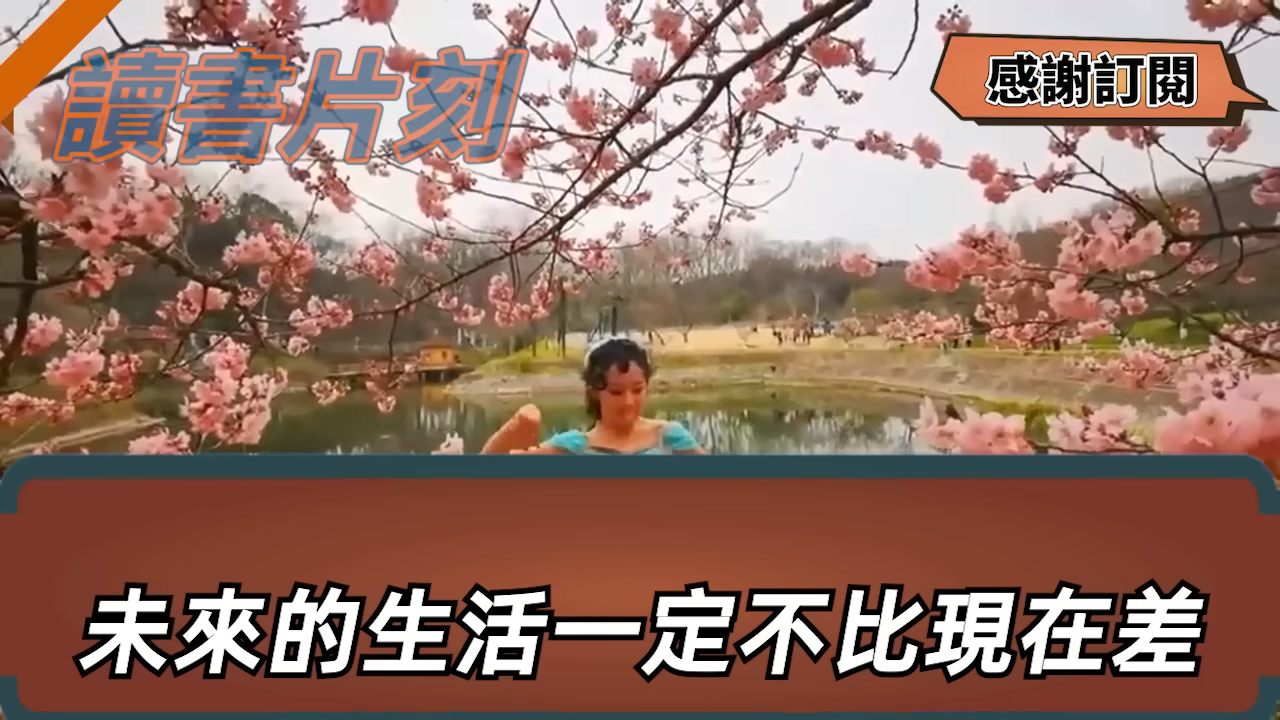 讀書片刻
感謝訂閱
未來的生活一定不比現在差